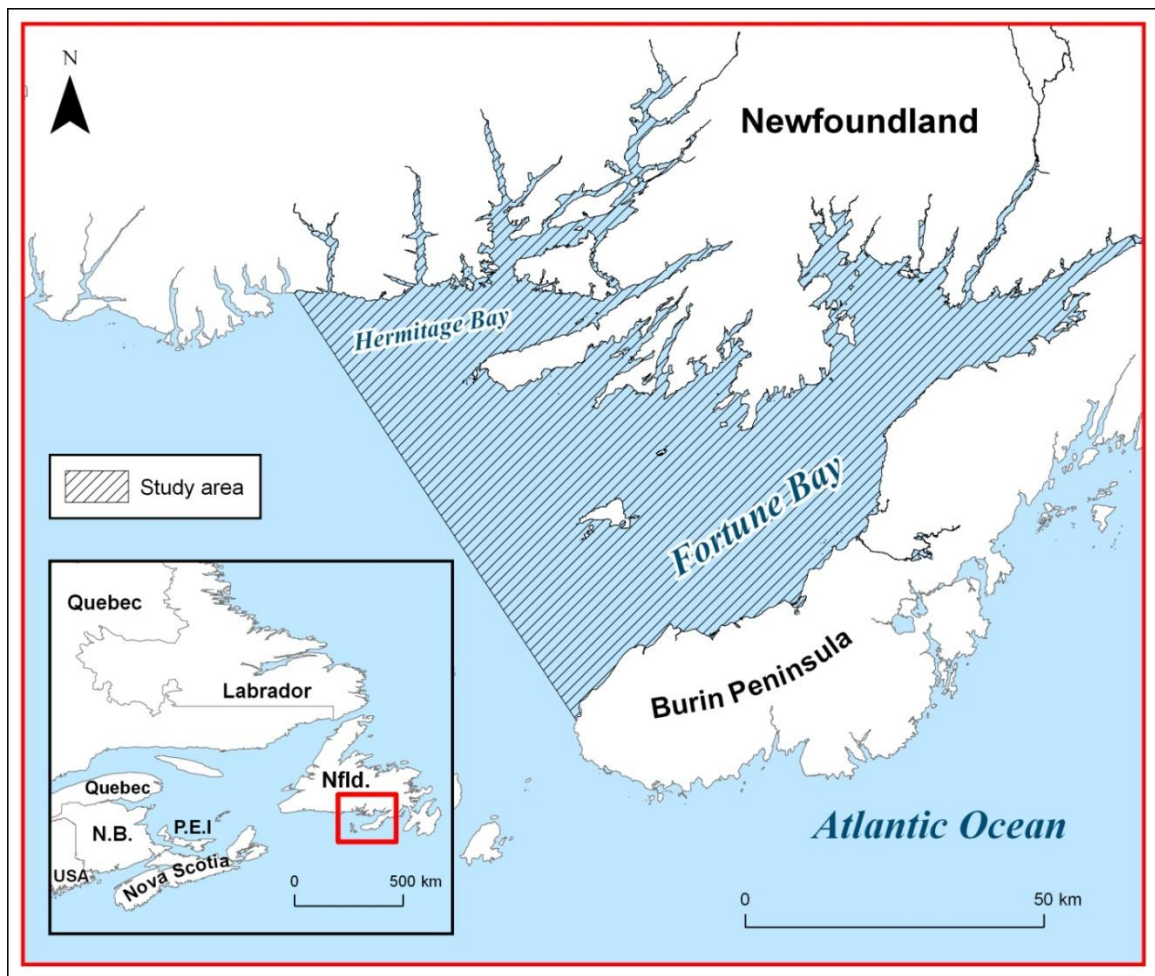 N
Newfoundland
Hermitage Bay
Study area
Fortune Bay
Burin Peninsula
Atlantic Ocean
0 50 km
Quebec
Labrador
Nfld.
Quebec
P.E.I
N.B.
USA
Nova Scotia
0 500 km